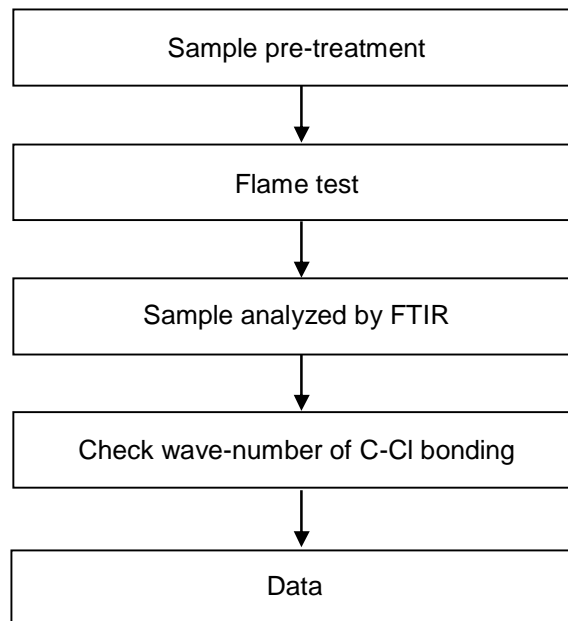 Sample pre-treatment
Flame test
Sample analyzed by FTIR
Check wave-number of C-Cl bonding
Data